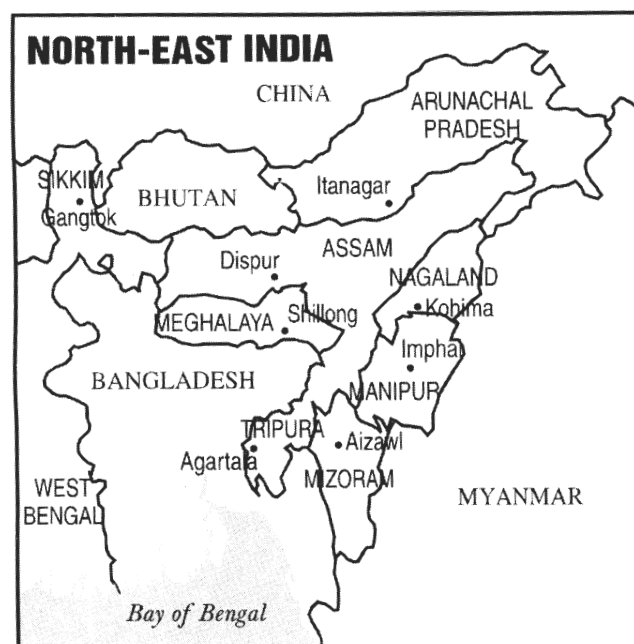 NORTH-EAST INDIA
CHINA
ARUNACHAL
PRADESH
SIKKIM
Gangtok
BHUTAN
Itanagar
ASSAM
Dispur
NAGALAND
Kohima
MEGHALAYA
Shillong
Imphal
BANGLADESH
MANIPUR
TRIPURA
Agartala
Aizawl
MIZORAM
WEST
BENGAL
MYANMAR
Bay of Bengal